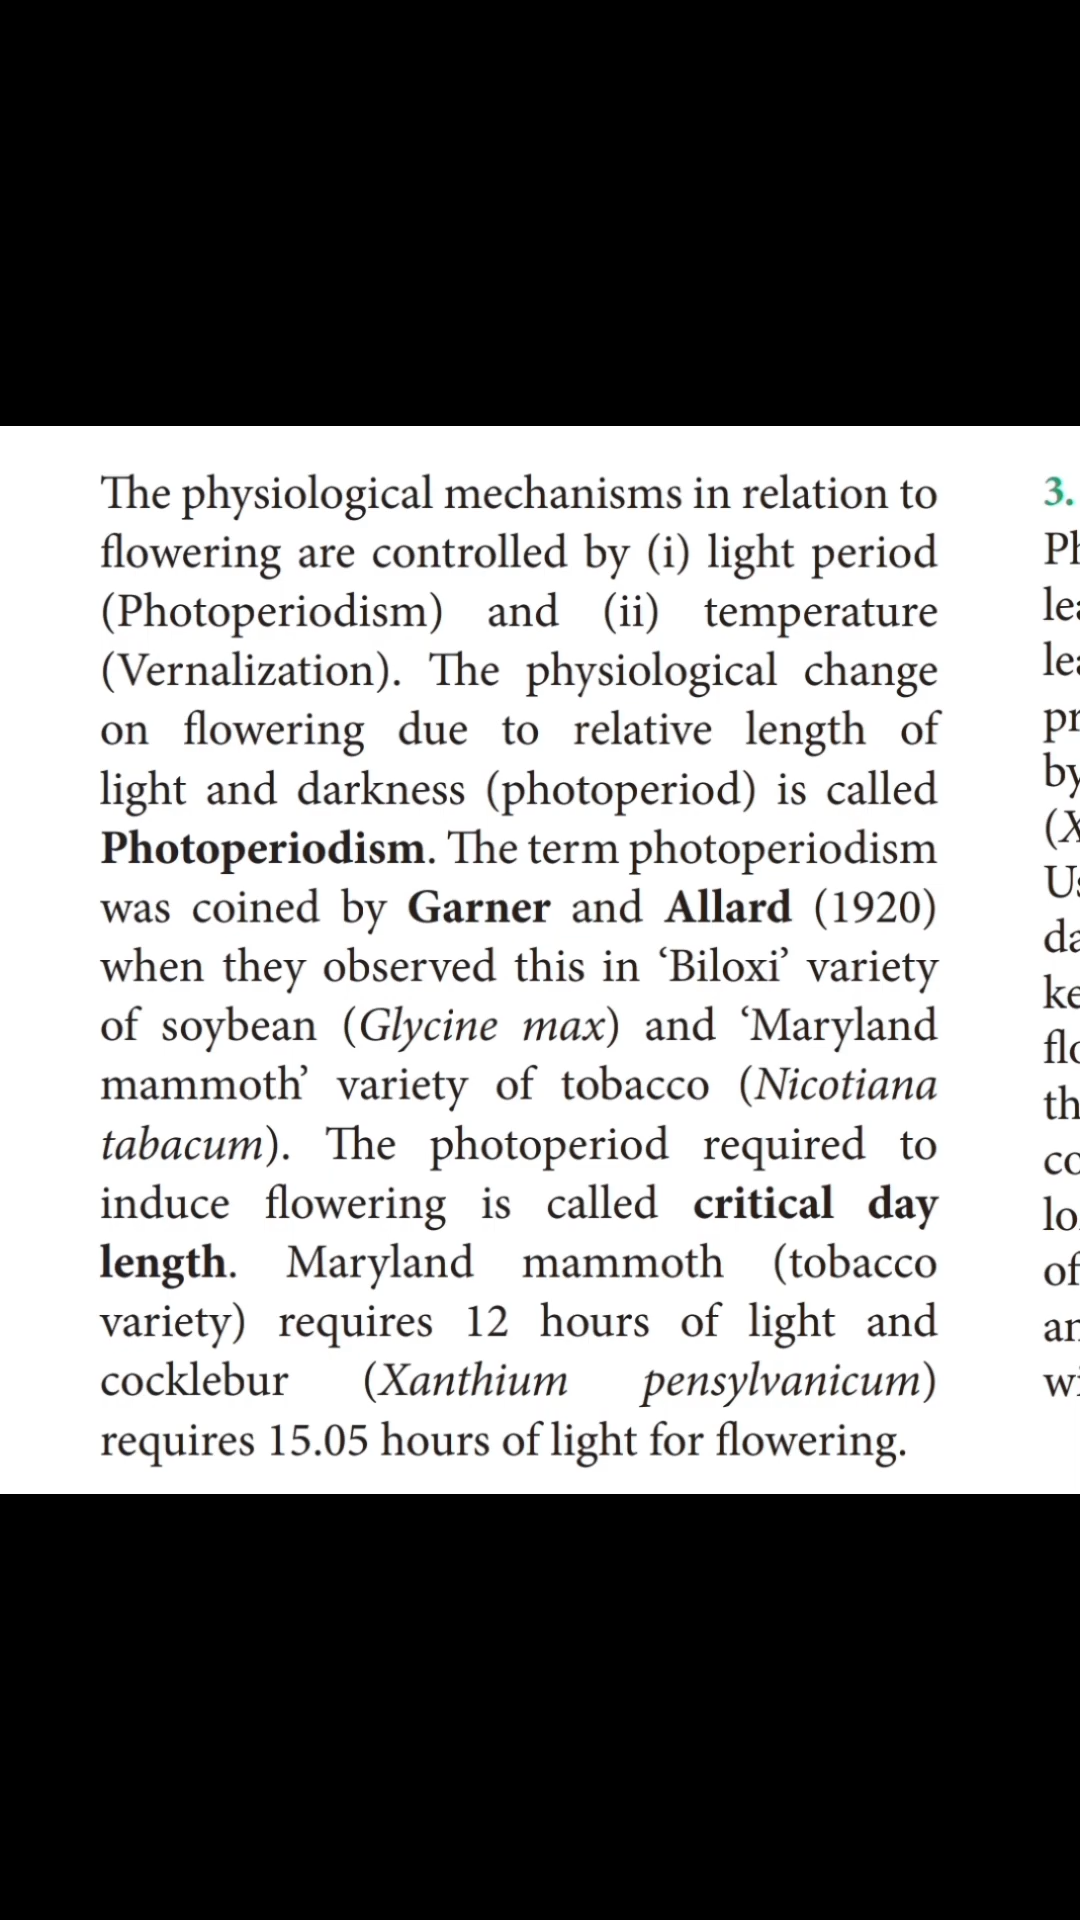 The physiological mechanisms in relation to
flowering are controlled by (i) light period
(Photoperiodism) and (ii) temperature
(Vernalization). The physiological change
on flowering due to relative length of
light and darkness (photoperiod) is called
Photoperiodism. The term photoperiodism
was coined by Garner and Allard (1920)
when they observed this in ‘Biloxi’ variety
of soybean (Glycine max) and ‘Maryland
mammoth’ variety of tobacco (Nicotiana
tabacum). The photoperiod required to
induce flowering is called critical day
length. Maryland mammoth (tobacco
variety) requires 12 hours of light and
cocklebur (Xanthium pensylvanicum)
requires 15.05 hours of light for flowering.
3.